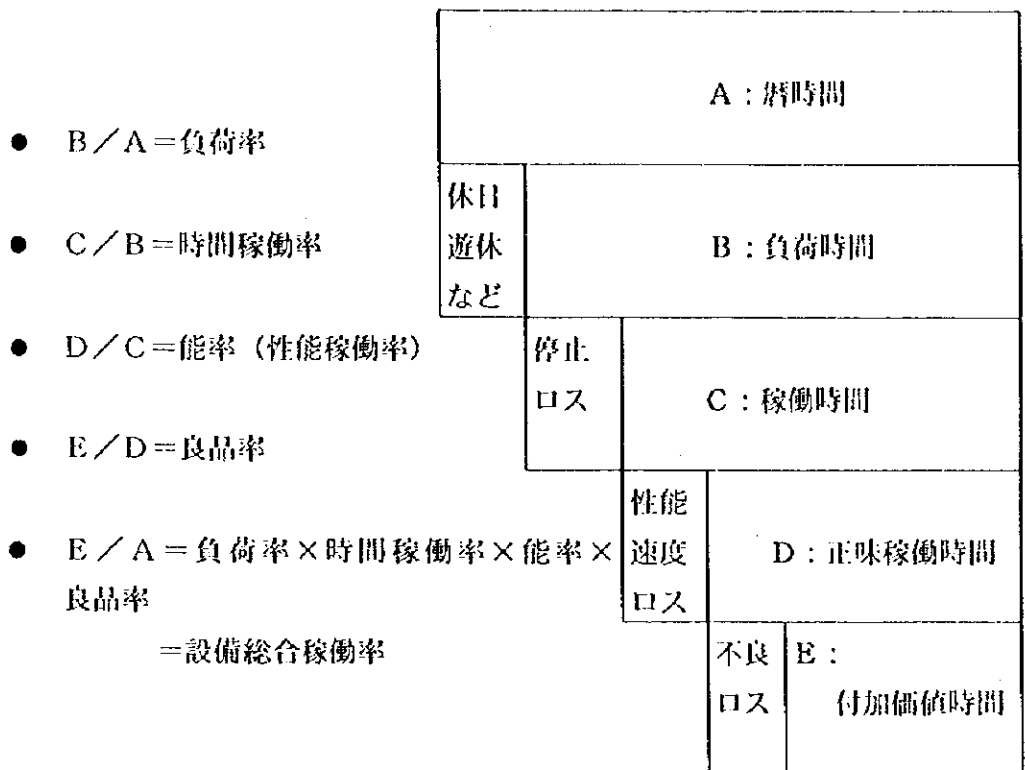 A：暦時間
● B／A＝負荷率
休日
遊休
など
B：負荷時間
● C／B＝時間稼働率
● D／C＝能率（性能稼働率）
停止
ロス
C：稼働時間
● E／D＝良品率
性能
速度
ロス
D：正味稼働時間
● E／A＝負荷率×時間稼働率×能率×
良品率
＝設備総合稼働率
不良
ロス
E：
付加価値時間